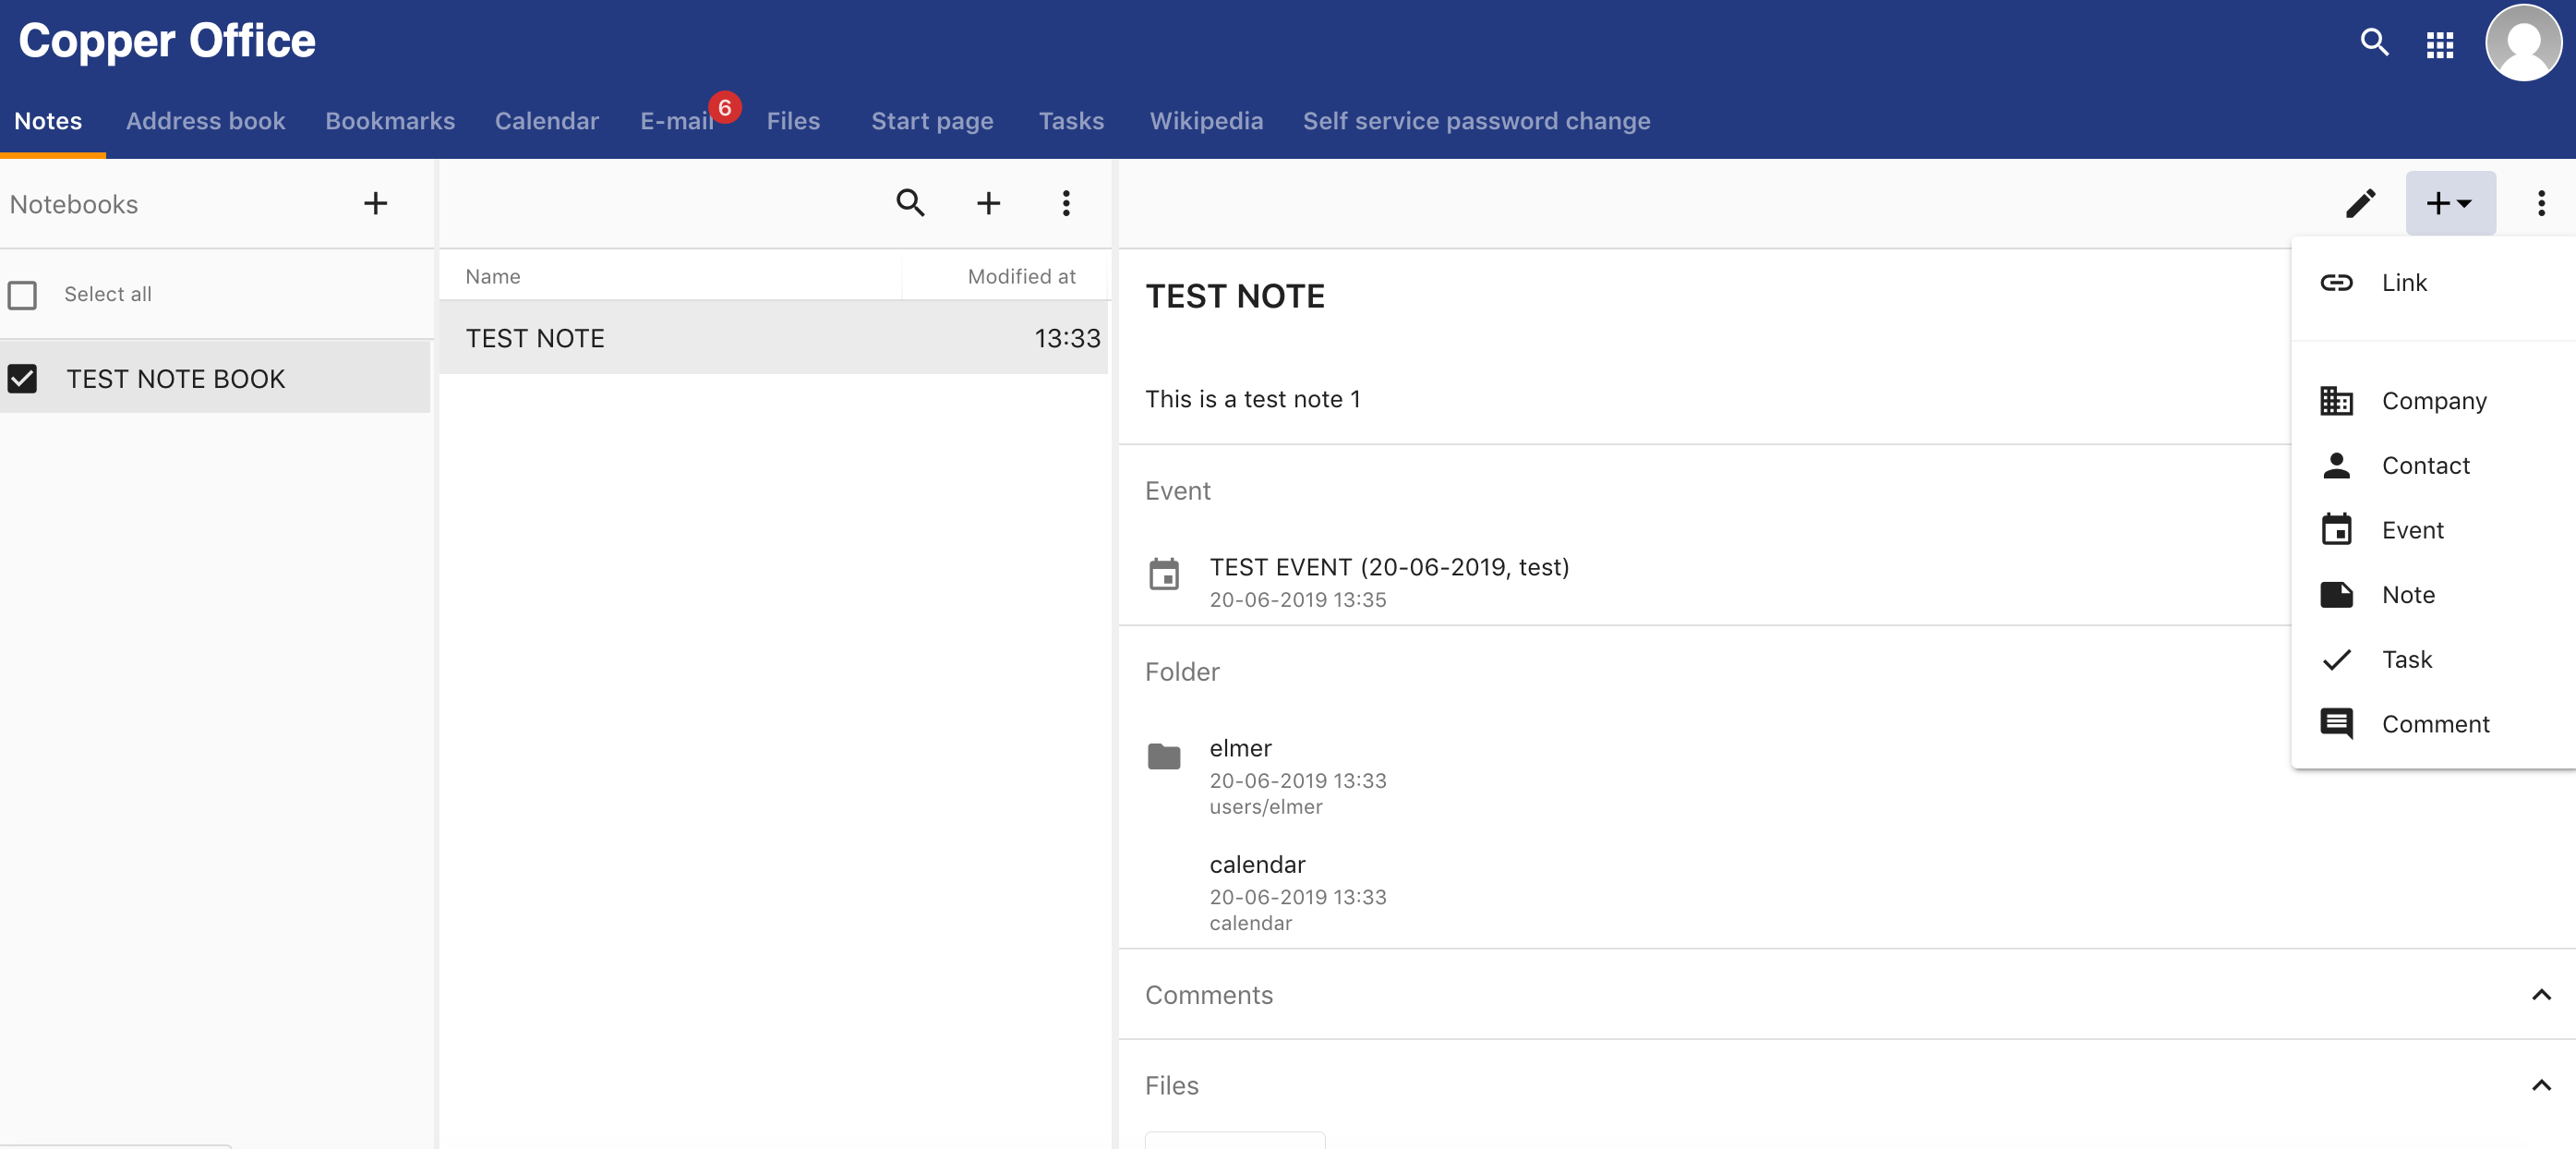 Copper Office
Notes Address book Bookmarks Calendar E-mail 6 Files Start page Tasks Wikipedia Self service password change
Notebooks
Select all
TEST NOTE BOOK
Name Modified at
TEST NOTE 13:33
TEST NOTE
This is a test note 1
Event
TEST EVENT (20-06-2019, test)
20-06-2019 13:35
Folder
elmer
20-06-2019 13:33
users/elmer
calendar
20-06-2019 13:33
calendar
Comments
Files
Link
Company
Contact
Event
Note
Task
Comment